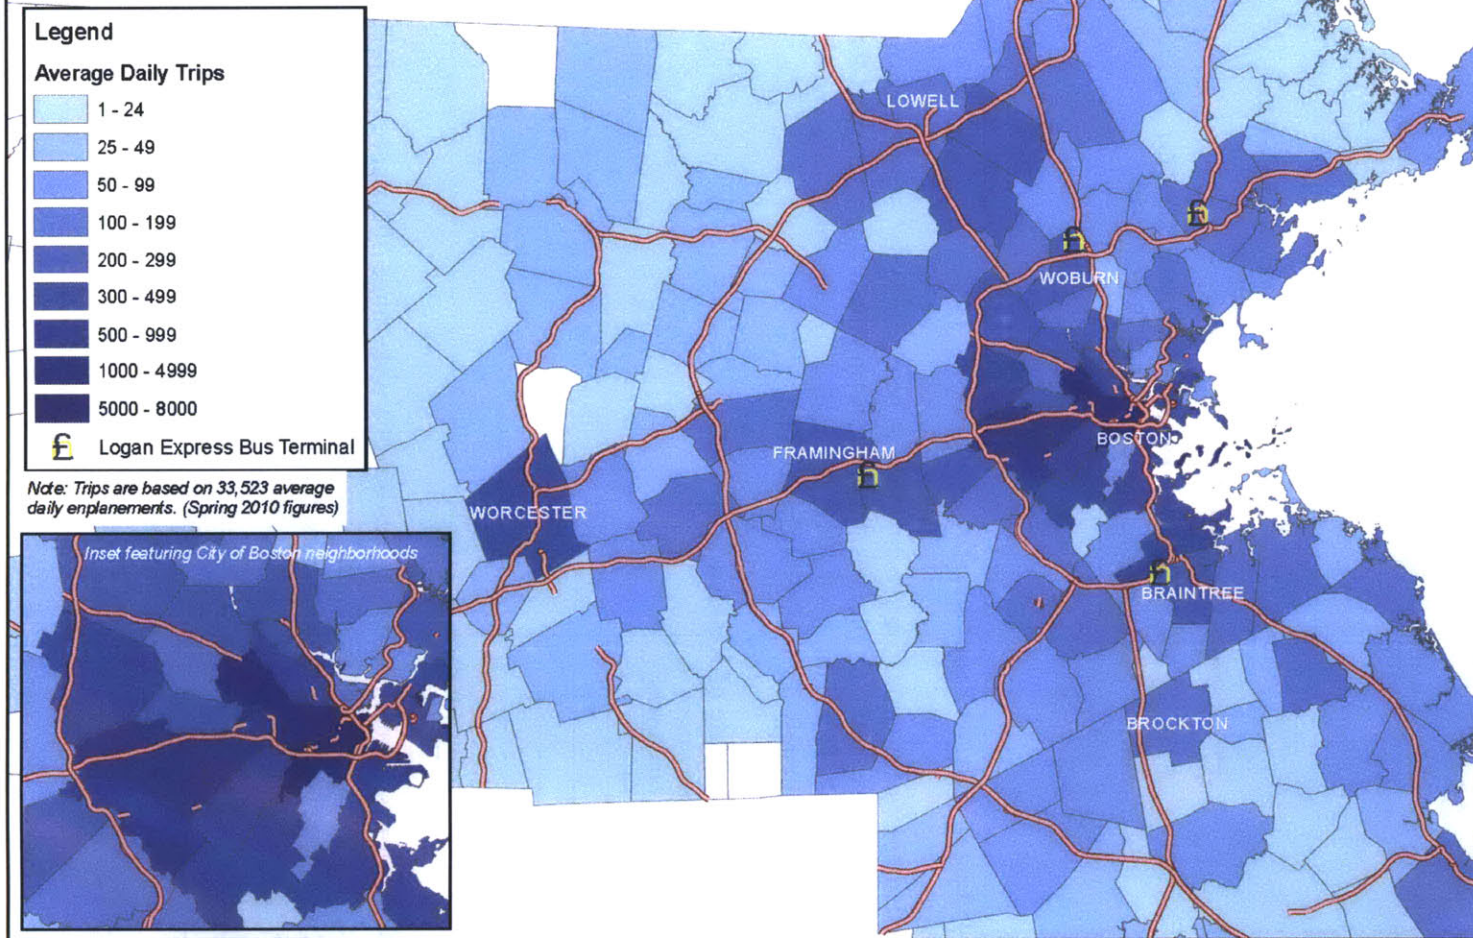 Legend
Average Daily Trips
1 - 24
25 - 49
50 - 99
100 - 199
200 - 299
300 - 499
500 - 999
1000 - 4999
5000 - 8000
£ Logan Express Bus Terminal
Note: Trips are based on 33,523 average
daily enplanements. (Spring 2010 figures)
Inset featuring City of Boston neighborhoods
LOWELL
£
£
WOBURN
BOSTON
FRAMINGHAM
£
WORCESTER
£
BRAINTREE
BROCKTON